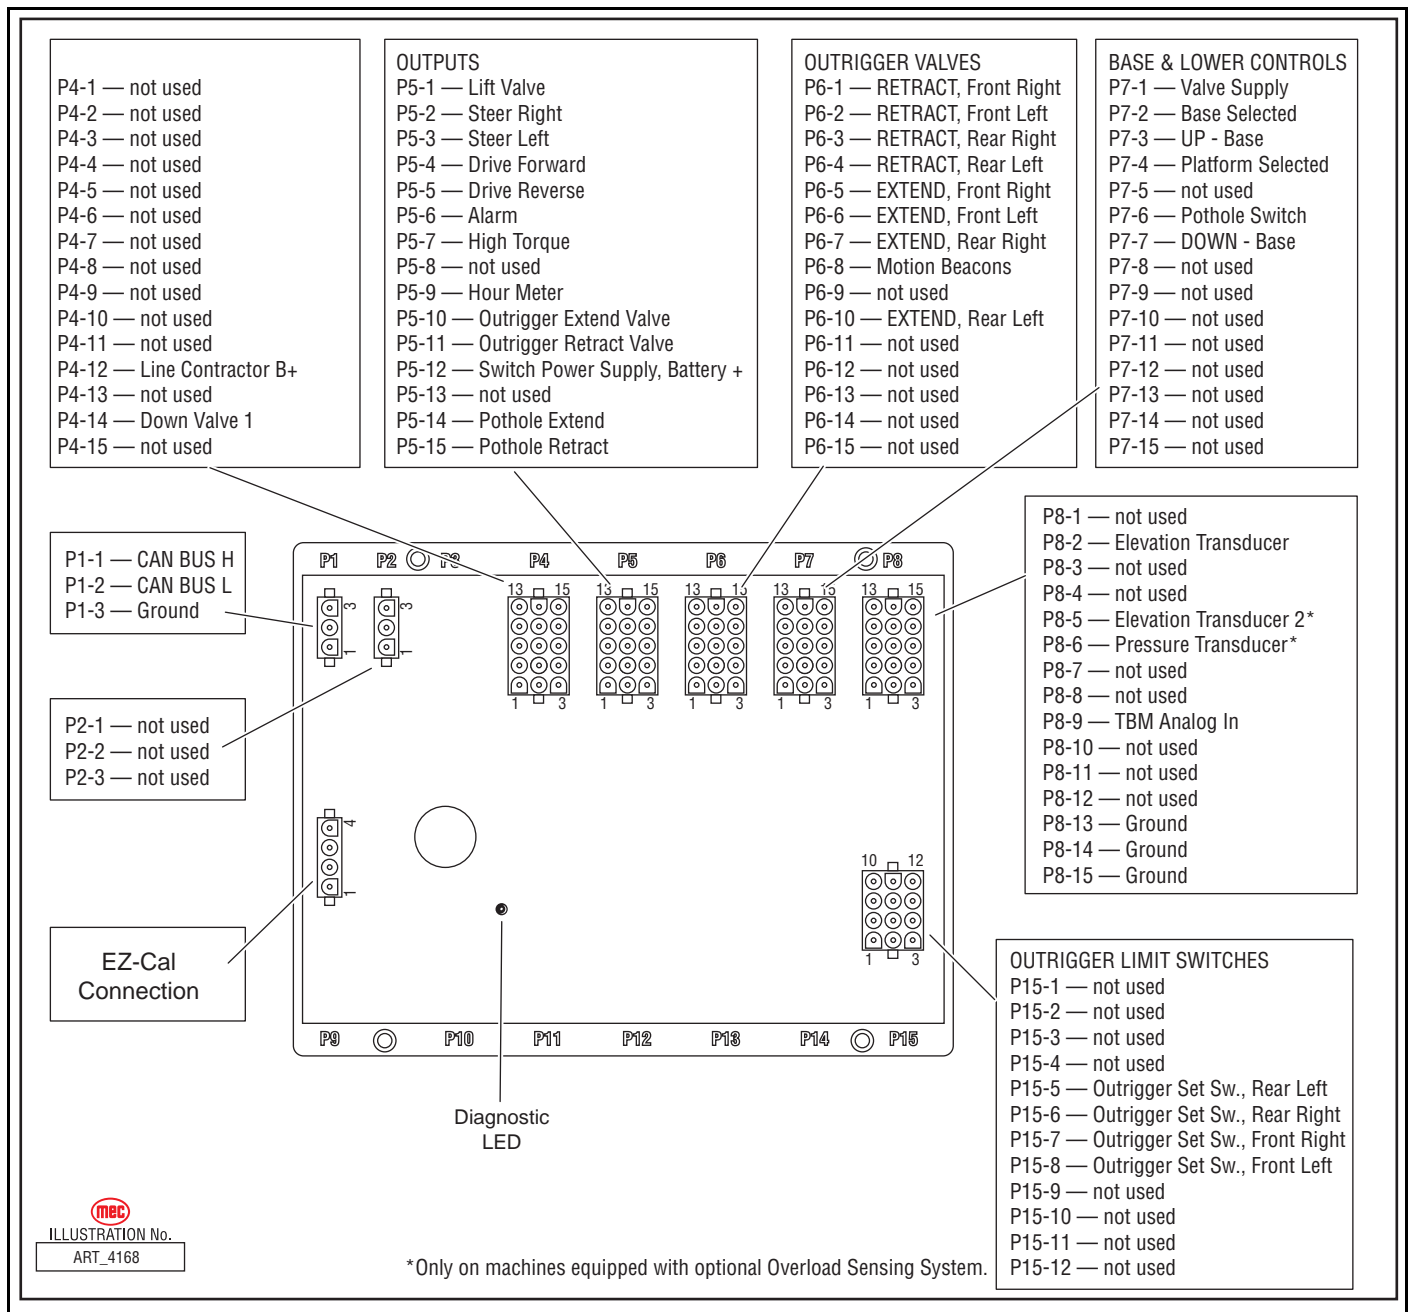 P4-1 — not used
P4-2 — not used
P4-3 — not used
P4-4 — not used
P4-5 — not used
P4-6 — not used
P4-7 — not used
P4-8 — not used
P4-9 — not used
P4-10 — not used
P4-11 — not used
P4-12 — Line Contractor B+
P4-13 — not used
P4-14 — Down Valve 1
P4-15 — not used
OUTPUTS
P5-1 — Lift Valve
P5-2 — Steer Right
P5-3 — Steer Left
P5-4 — Drive Forward
P5-5 — Drive Reverse
P5-6 — Alarm
P5-7 — High Torque
P5-8 — not used
P5-9 — Hour Meter
P5-10 — Outrigger Extend Valve
P5-11 — Outrigger Retract Valve
P5-12 — Switch Power Supply, Battery +
P5-13 — not used
P5-14 — Pothole Extend
P5-15 — Pothole Retract
OUTRIGGER VALVES
P6-1 — RETRACT, Front Right
P6-2 — RETRACT, Front Left
P6-3 — RETRACT, Rear Right
P6-4 — RETRACT, Rear Left
P6-5 — EXTEND, Front Right
P6-6 — EXTEND, Front Left
P6-7 — EXTEND, Rear Right
P6-8 — Motion Beacons
P6-9 — not used
P6-10 — EXTEND, Rear Left
P6-11 — not used
P6-12 — not used
P6-13 — not used
P6-14 — not used
P6-15 — not used
BASE & LOWER CONTROLS
P7-1 — Valve Supply
P7-2 — Base Selected
P7-3 — UP - Base
P7-4 — Platform Selected
P7-5 — not used
P7-6 — Pothole Switch
P7-7 — DOWN - Base
P7-8 — not used
P7-9 — not used
P7-10 — not used
P7-11 — not used
P7-12 — not used
P7-13 — not used
P7-14 — not used
P7-15 — not used
P1-1 — CAN BUS H
P1-2 — CAN BUS L
P1-3 — Ground
P2-1 — not used
P2-2 — not used
P2-3 — not used
EZ-Cal
Connection
P1 P2 P3 P4 P5 P6 P7 P8
13 15 13 15 13 15 13 15 13 15
3 3
1 1
1 3 1 3 1 3 1 3 1 3
4
1
10 12
1 3
P9 P10 P11 P12 P13 P14 P15
Diagnostic
LED
P8-1 — not used
P8-2 — Elevation Transducer
P8-3 — not used
P8-4 — not used
P8-5 — Elevation Transducer 2*
P8-6 — Pressure Transducer*
P8-7 — not used
P8-8 — not used
P8-9 — TBM Analog In
P8-10 — not used
P8-11 — not used
P8-12 — not used
P8-13 — Ground
P8-14 — Ground
P8-15 — Ground
OUTRIGGER LIMIT SWITCHES
P15-1 — not used
P15-2 — not used
P15-3 — not used
P15-4 — not used
P15-5 — Outrigger Set Sw., Rear Left
P15-6 — Outrigger Set Sw., Rear Right
P15-7 — Outrigger Set Sw., Front Right
P15-8 — Outrigger Set Sw., Front Left
P15-9 — not used
P15-10 — not used
P15-11 — not used
P15-12 — not used
mec
ILLUSTRATION No.
ART_4168
*Only on machines equipped with optional Overload Sensing System.